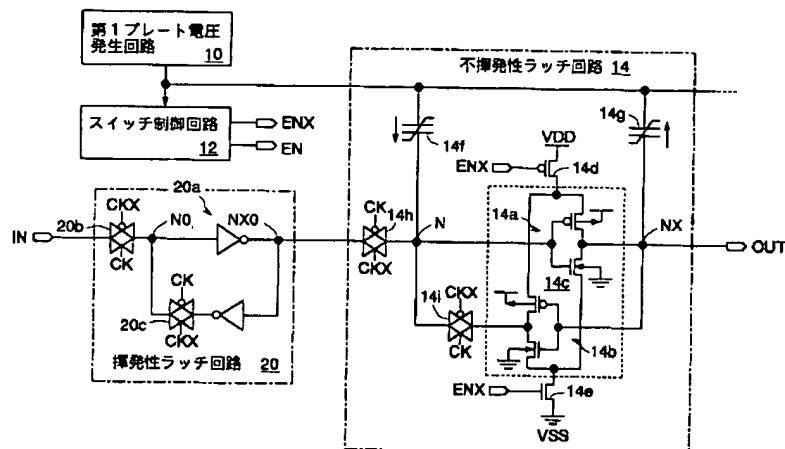 第1プレート電圧
発生回路 10
スイッチ制御回路
12
ENX
EN
不揮発性ラッチ回路 14
14f
14g
VDD
ENX
14d
20a
20b
CKX
CK
IN
N0
NX0
CK
CKX
20c
揮発性ラッチ回路 20
CK
14h
CKX
N
14a
NX
OUT
14c
14i
CKX
CK
14b
ENX
14e
VSS